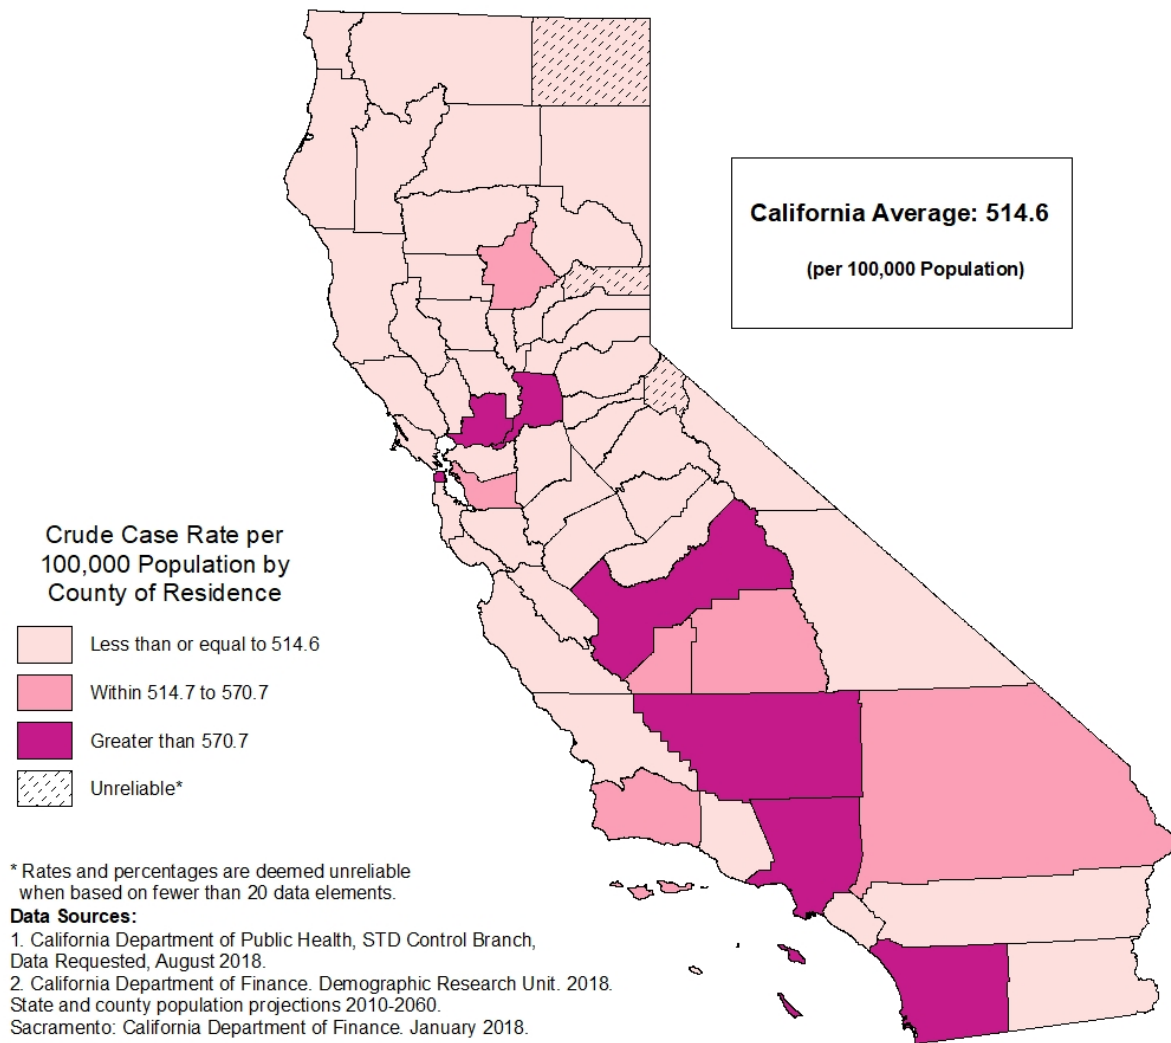 California Average: 514.6
(per 100,000 Population)
Crude Case Rate per
100,000 Population by
County of Residence
Less than or equal to 514.6
Within 514.7 to 570.7
Greater than 570.7
Unreliable*
* Rates and percentages are deemed unreliable
when based on fewer than 20 data elements.
Data Sources:
1. California Department of Public Health, STD Control Branch,
Data Requested, August 2018.
2. California Department of Finance. Demographic Research Unit. 2018.
State and county population projections 2010-2060.
Sacramento: California Department of Finance. January 2018.